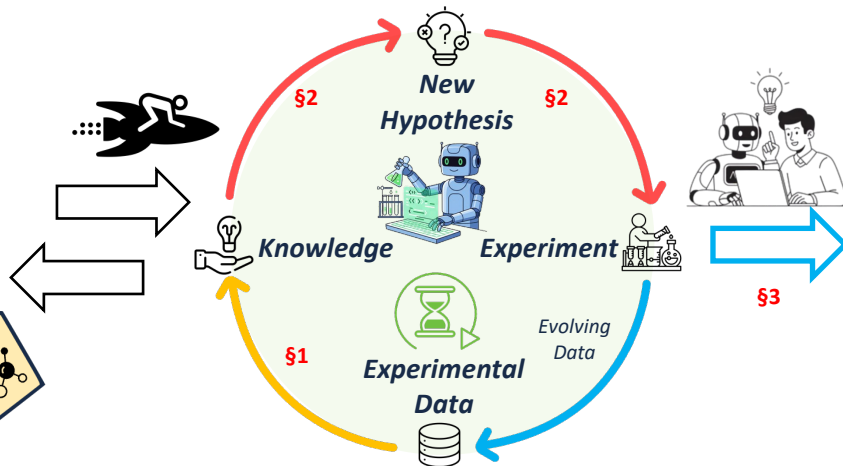 §2
§2
New
Hypothesis
Knowledge
Experiment
§3
§1
Evolving
Data
Experimental
Data